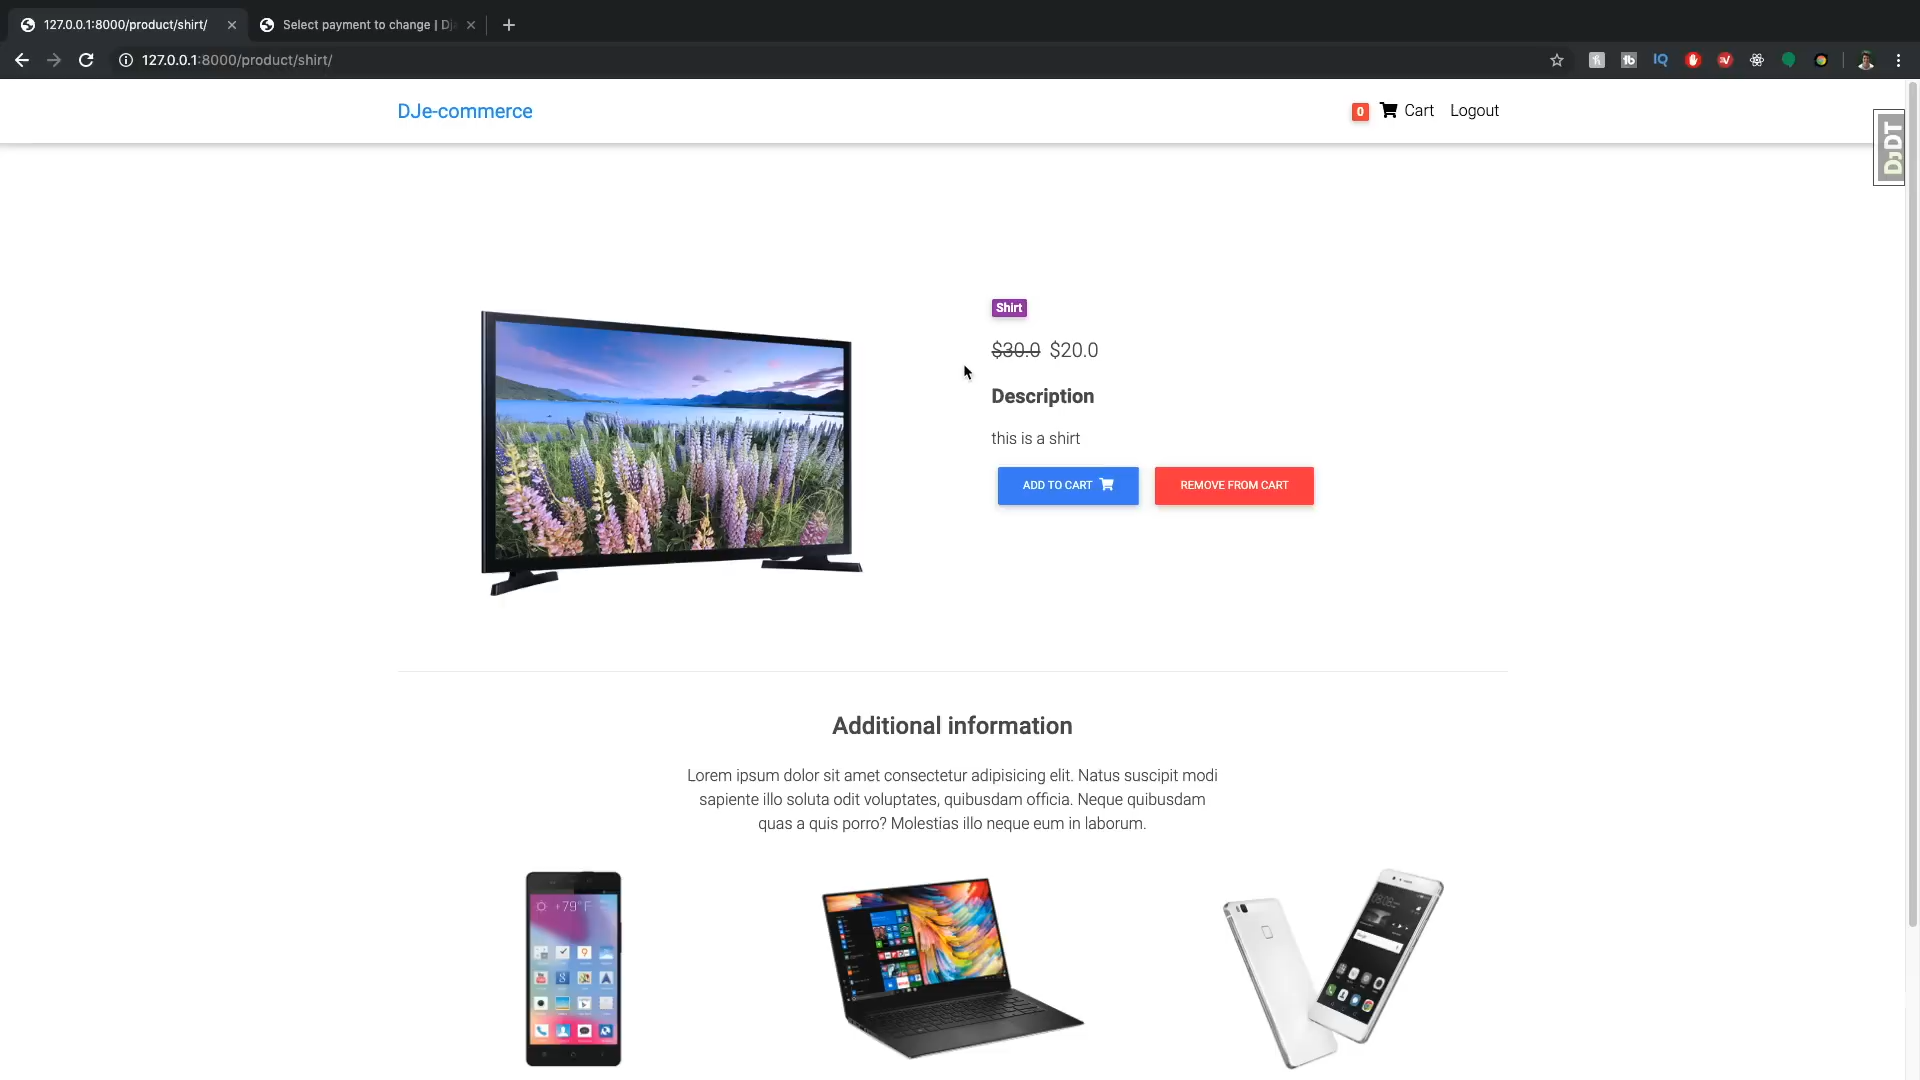 127.0.0.1:8000/product/shirt/
Select payment to change | Dj
127.0.0.1:8000/product/shirt/
DJe-commerce
0 Cart Logout
DJDT
Shirt
$30.0 $20.0
Description
this is a shirt
ADD TO CART REMOVE FROM CART
Additional information
Lorem ipsum dolor sit amet consectetur adipisicing elit. Natus suscipit modi
sapiente illo soluta odit voluptates, quibusdam officia. Neque quibusdam
quas a quis porro? Molestias illo neque eum in laborum.
+79°F
08:08